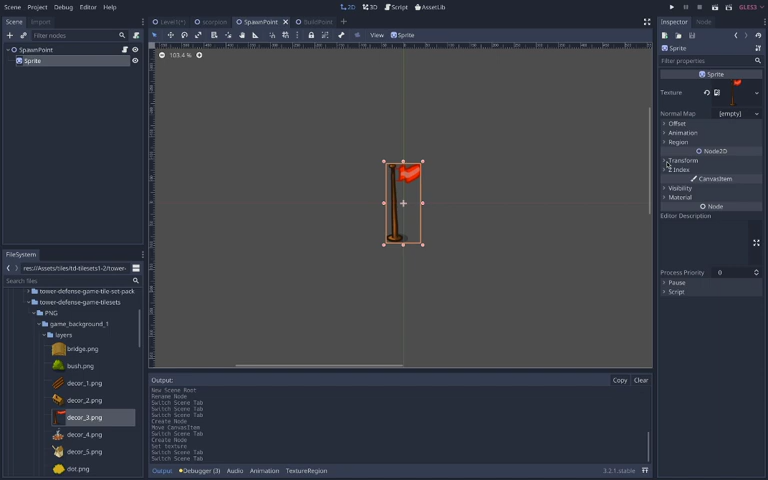 Scene Project Debug Editor Help
2D 3D Script AssetLib
GLES3
Scene Import
Level1(*) scorpion SpawnPoint BuildPoint
Inspector Node
Filter nodes
SpawnPoint
Sprite
View Sprite
103.4 %
Sprite
Filter properties
Sprite
Texture
Normal Map [empty]
Offset
Animation
Region
Node2D
Transform
Z Index
CanvasItem
Visibility
Material
Node
Editor Description
Process Priority 0
Pause
Script
FileSystem
res://Assets/tiles/td-tilesets1-2/tower-
Search files
tower-defense-game-tile-set-pack
tower-defense-game-tilesets
PNG
game_background_1
layers
bridge.png
bush.png
decor_1.png
decor_2.png
decor_3.png
decor_4.png
decor_5.png
dot.png
Output:
Copy Clear
New Scene Root
Rename Node
Switch Scene Tab
Switch Scene Tab
Switch Scene Tab
Create Node
Move CanvasItem
Switch Scene Tab
Create Node
Set texture
Switch Scene Tab
Switch Scene Tab
Output Debugger (3) Audio Animation TextureRegion
3.2.1.stable